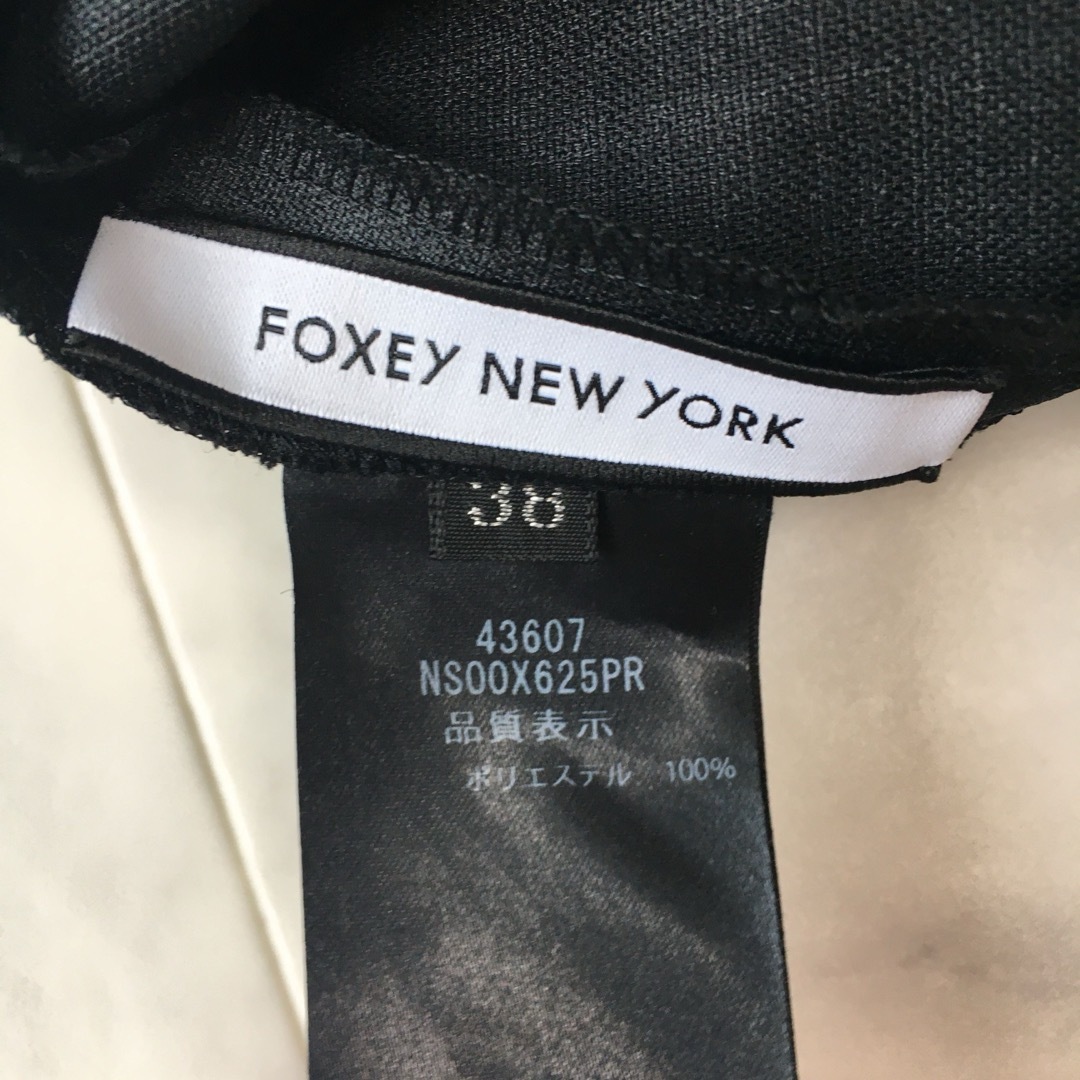 FOXEY NEW YORK
38
43607
NS00X625PR
品質表示
ポリエステル 100%